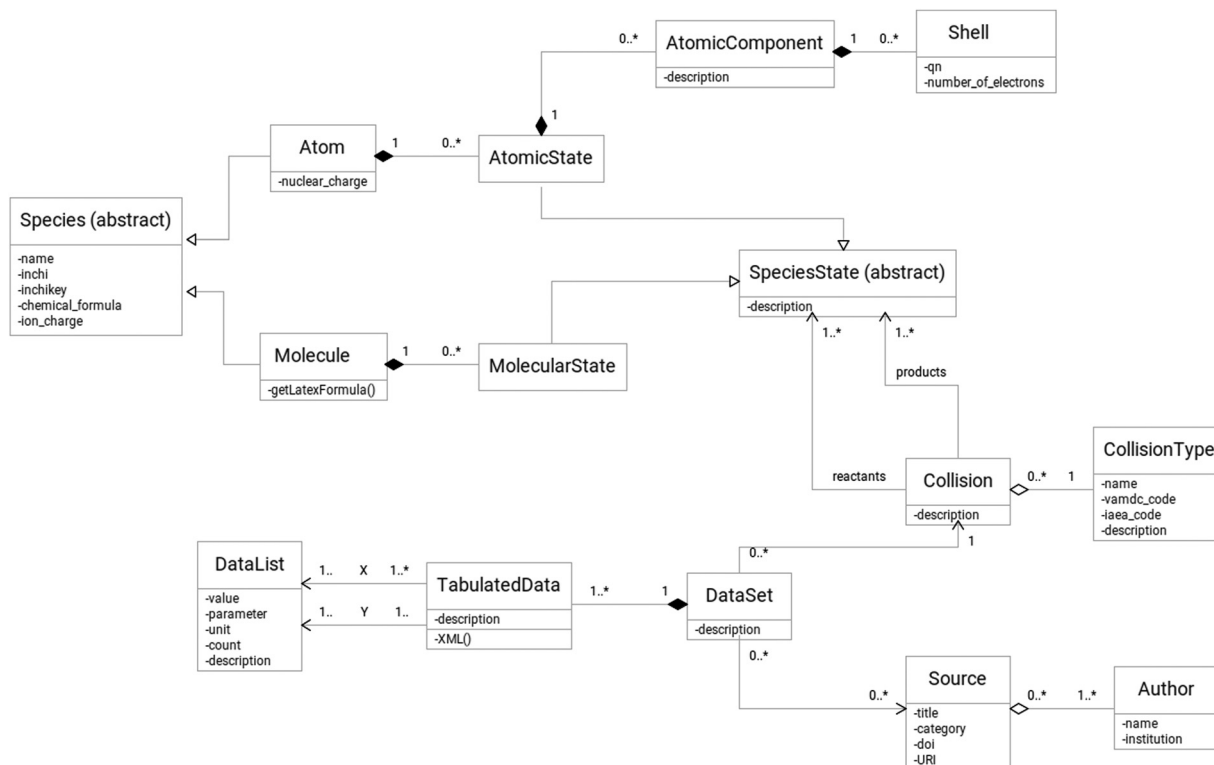 0..*
AtomicComponent
-description
1
0..*
Shell
-qn
-number_of_electrons
1
Atom
-nuclear_charge
1
0..*
AtomicState
Species (abstract)
-name
-inchi
-inchikey
-chemical_formula
-ion_charge
SpeciesState (abstract)
-description
1..*
1..*
Molecule
-getLatexFormula()
1
0..*
MolecularState
products
reactants
Collision
-description
0..*
1
CollisionType
-name
-vamdc_code
-iaea_code
-description
1
0..*
DataList
-value
-parameter
-unit
-count
-description
1..
X
1..*
1..
Y
1..
TabulatedData
-description
-XML()
1..*
1
DataSet
-description
0..*
0..*
Source
-title
-category
-doi
-URI
0..*
1..*
Author
-name
-institution